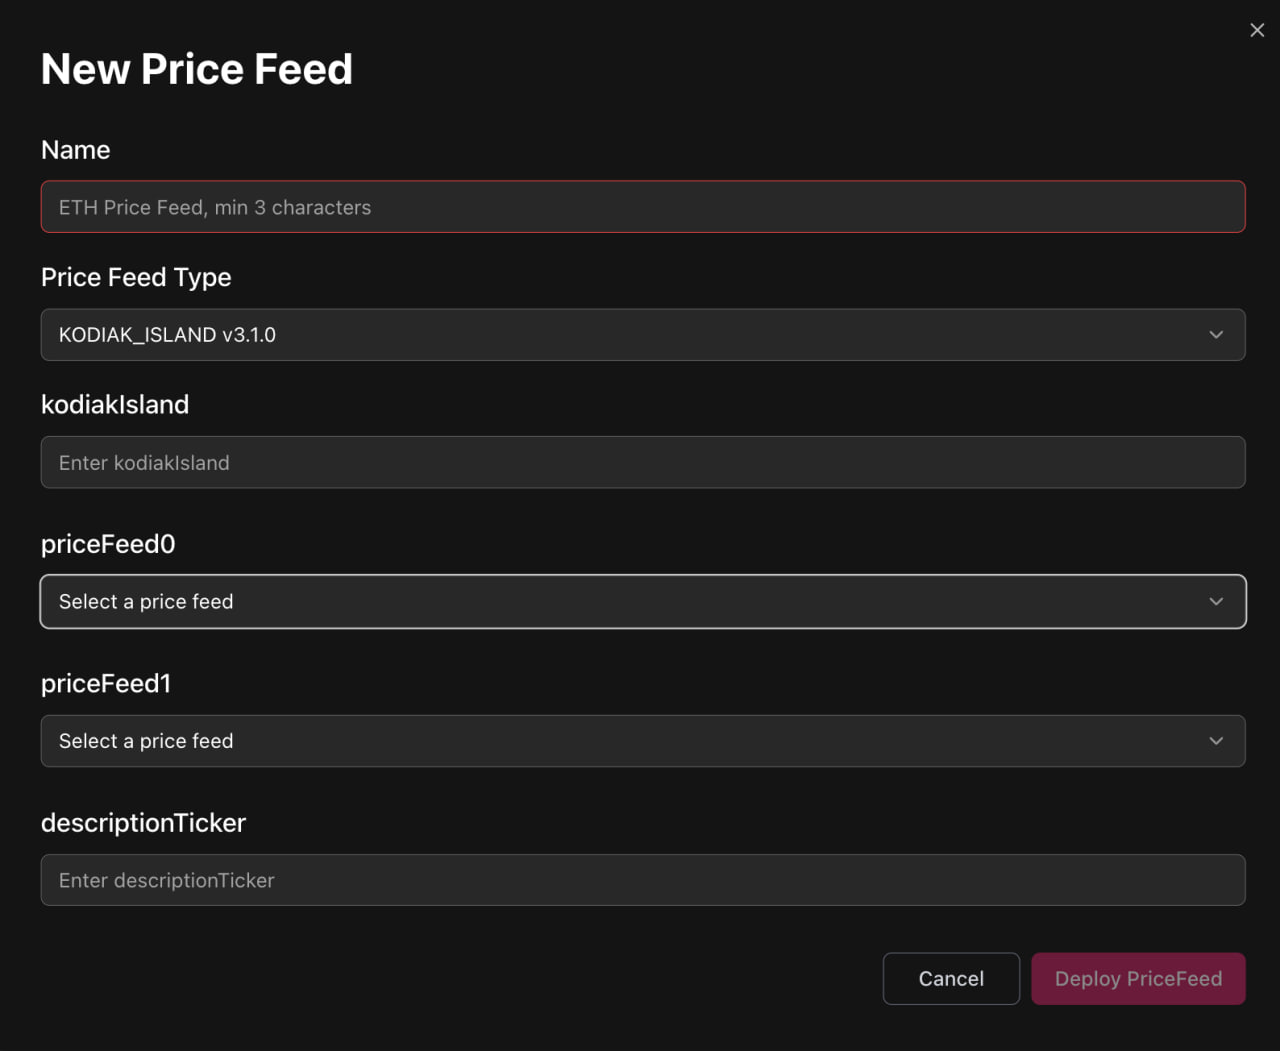 New Price Feed
Name
ETH Price Feed, min 3 characters
Price Feed Type
KODIAK_ISLAND v3.1.0
kodiakIsland
Enter kodiakIsland
priceFeed0
Select a price feed
priceFeed1
Select a price feed
descriptionTicker
Enter descriptionTicker
Cancel
Deploy PriceFeed